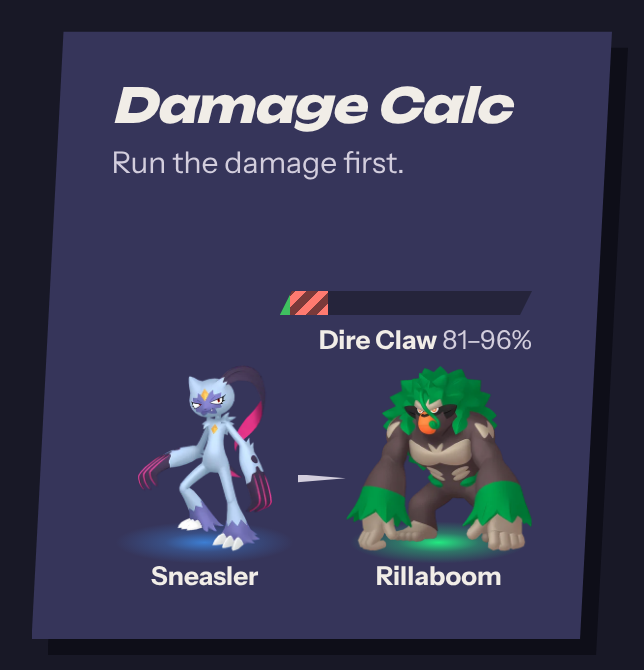 Damage Calc
Run the damage first.
Dire Claw 81–96%
Sneasler
Rillaboom